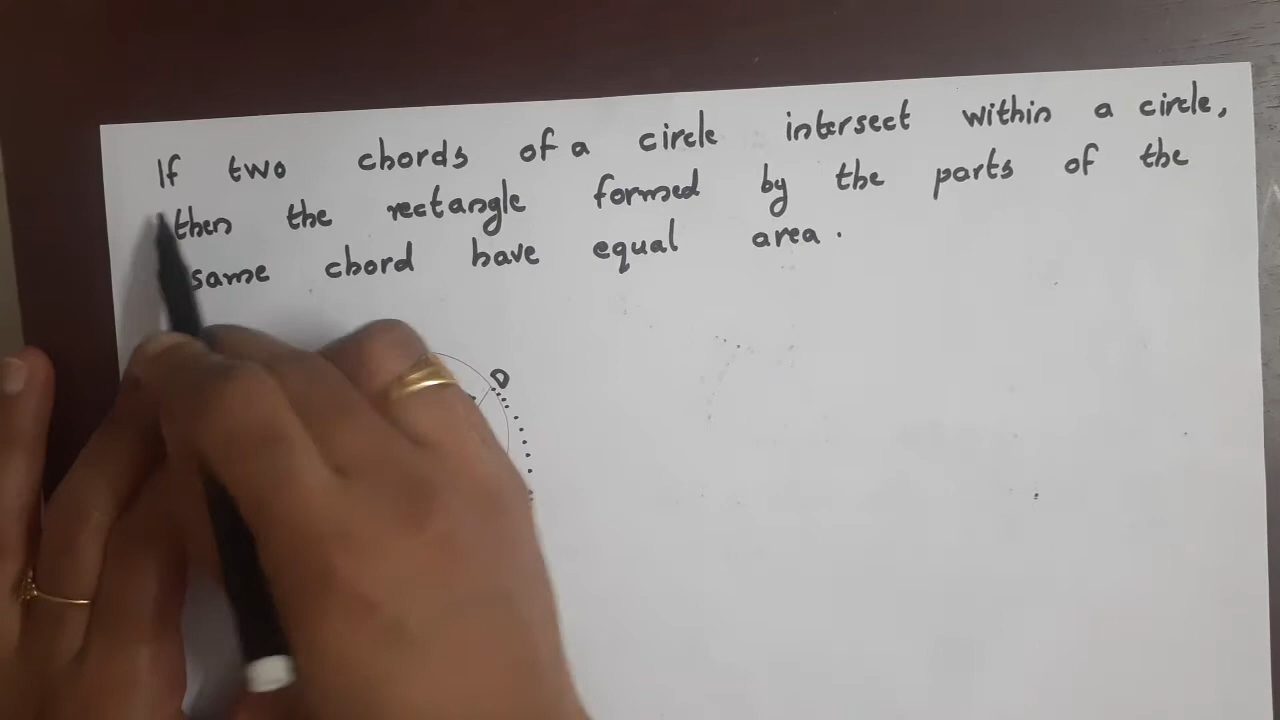 If two chords of a circle intersect within a circle,
then the rectangle formed by the parts of the
same chord have equal area.
D